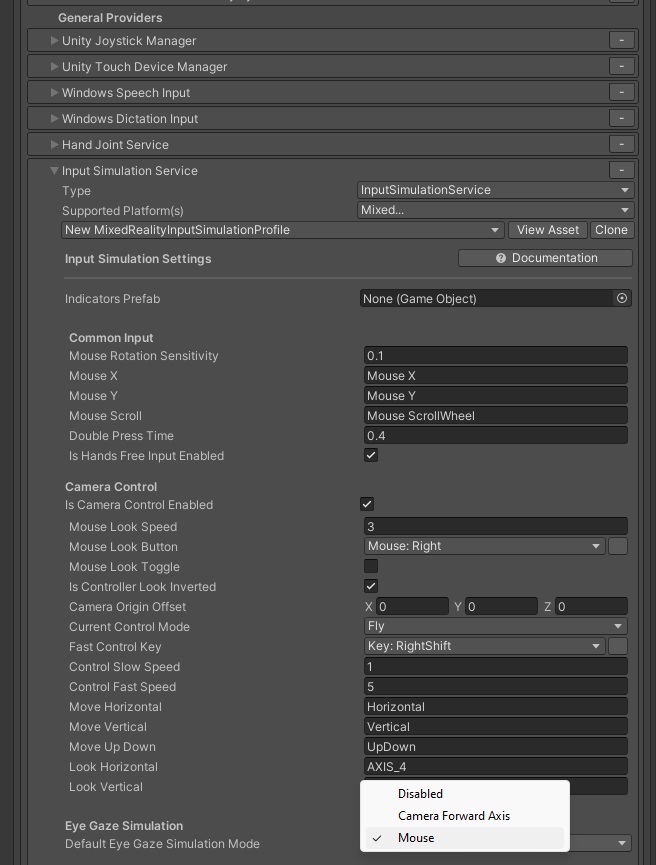 General Providers
Unity Joystick Manager -
Unity Touch Device Manager -
Windows Speech Input -
Windows Dictation Input -
Hand Joint Service -
Input Simulation Service -
Type InputSimulationService
Supported Platform(s) Mixed...
New MixedRealityInputSimulationProfile View Asset Clone
Input Simulation Settings ? Documentation
Indicators Prefab None (Game Object)
Common Input
Mouse Rotation Sensitivity 0.1
Mouse X Mouse X
Mouse Y Mouse Y
Mouse Scroll Mouse ScrollWheel
Double Press Time 0.4
Is Hands Free Input Enabled
Camera Control
Is Camera Control Enabled
Mouse Look Speed 3
Mouse Look Button Mouse: Right
Mouse Look Toggle
Is Controller Look Inverted
Camera Origin Offset X 0 Y 0 Z 0
Current Control Mode Fly
Fast Control Key Key: RightShift
Control Slow Speed 1
Control Fast Speed 5
Move Horizontal Horizontal
Move Vertical Vertical
Move Up Down UpDown
Look Horizontal AXIS_4
Look Vertical
Disabled
Camera Forward Axis
Mouse
Eye Gaze Simulation
Default Eye Gaze Simulation Mode